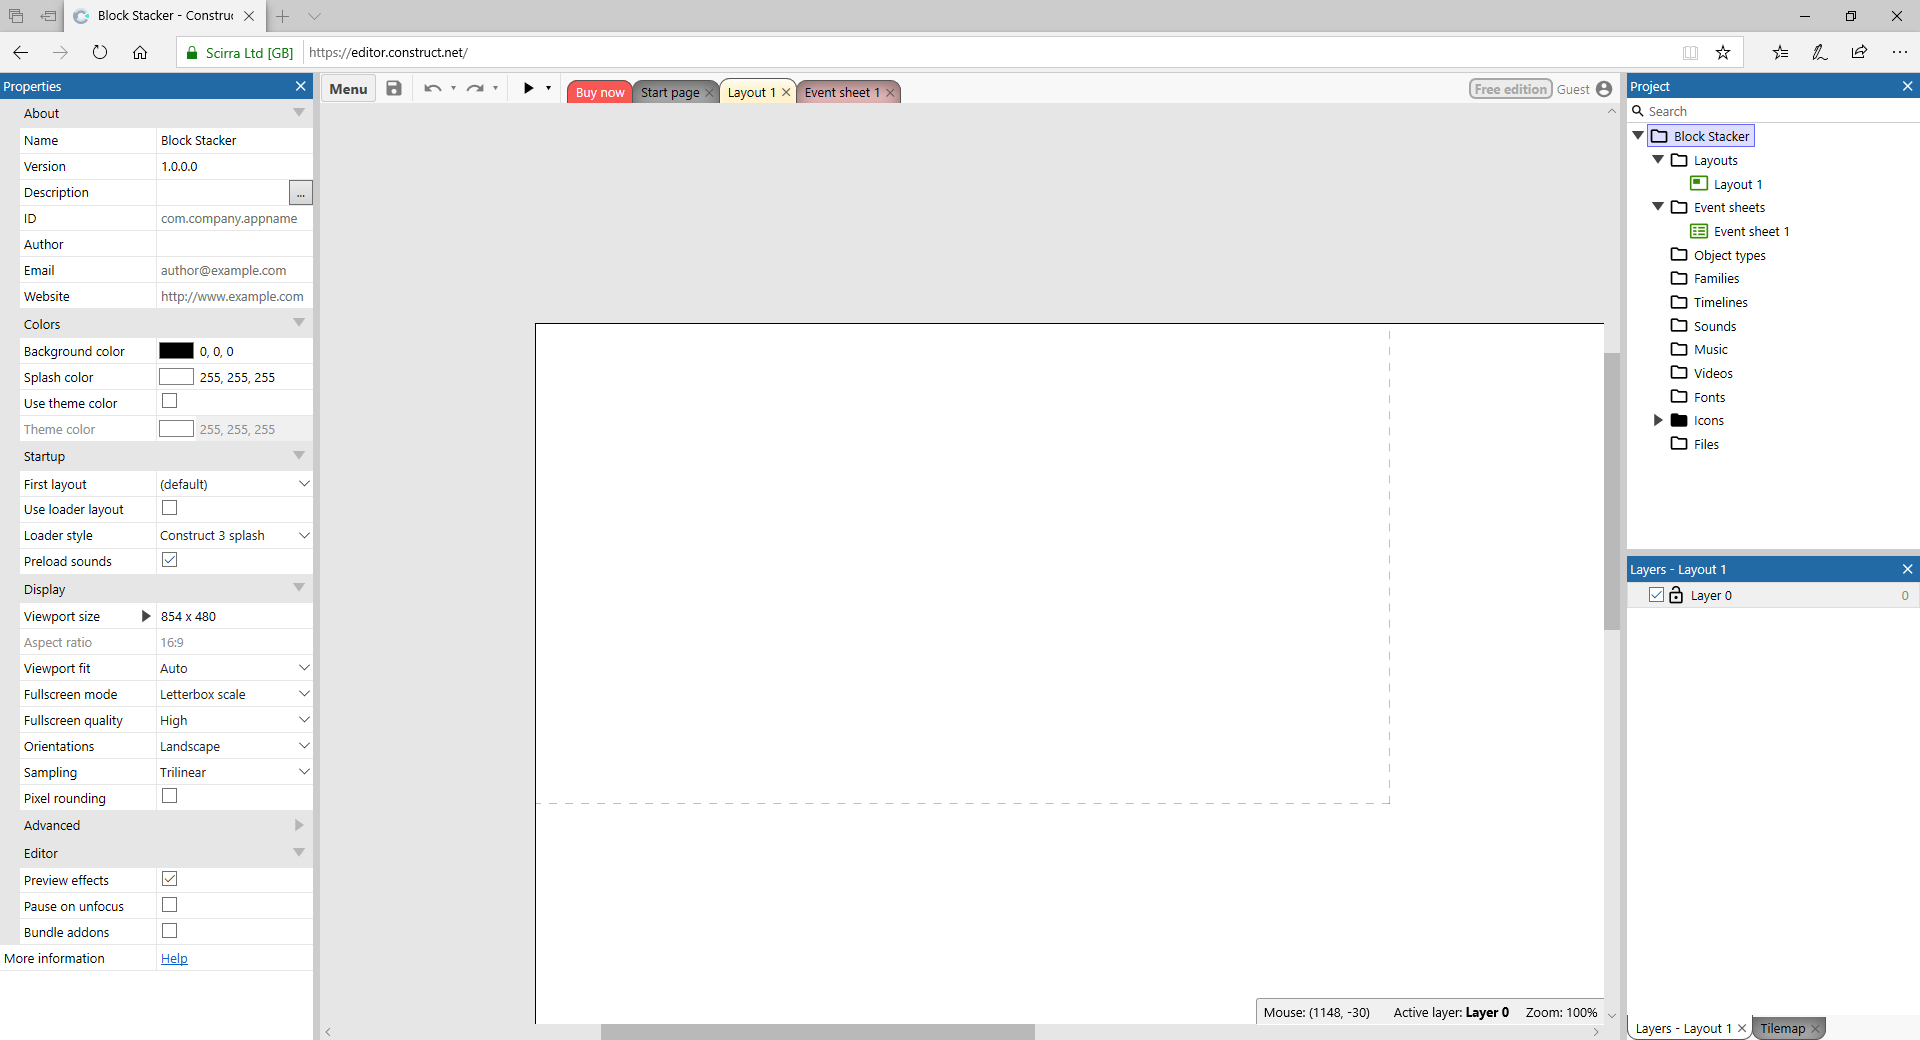 Block Stacker - Construc
Scirra Ltd [GB] https://editor.construct.net/
Properties
About
Name Block Stacker
Version 1.0.0.0
Description ...
ID com.company.appname
Author
Email author@example.com
Website http://www.example.com
Colors
Background color 0, 0, 0
Splash color 255, 255, 255
Use theme color
Theme color 255, 255, 255
Startup
First layout (default)
Use loader layout
Loader style Construct 3 splash
Preload sounds
Display
Viewport size 854 x 480
Aspect ratio 16:9
Viewport fit Auto
Fullscreen mode Letterbox scale
Fullscreen quality High
Orientations Landscape
Sampling Trilinear
Pixel rounding
Advanced
Editor
Preview effects
Pause on unfocus
Bundle addons
More information Help
Menu Buy now Start page Layout 1 Event sheet 1 Free edition Guest
Mouse: (1148, -30) Active layer: Layer 0 Zoom: 100%
Project
Search
Block Stacker
Layouts
Layout 1
Event sheets
Event sheet 1
Object types
Families
Timelines
Sounds
Music
Videos
Fonts
Icons
Files
Layers - Layout 1
Layer 0 0
Layers - Layout 1 Tilemap